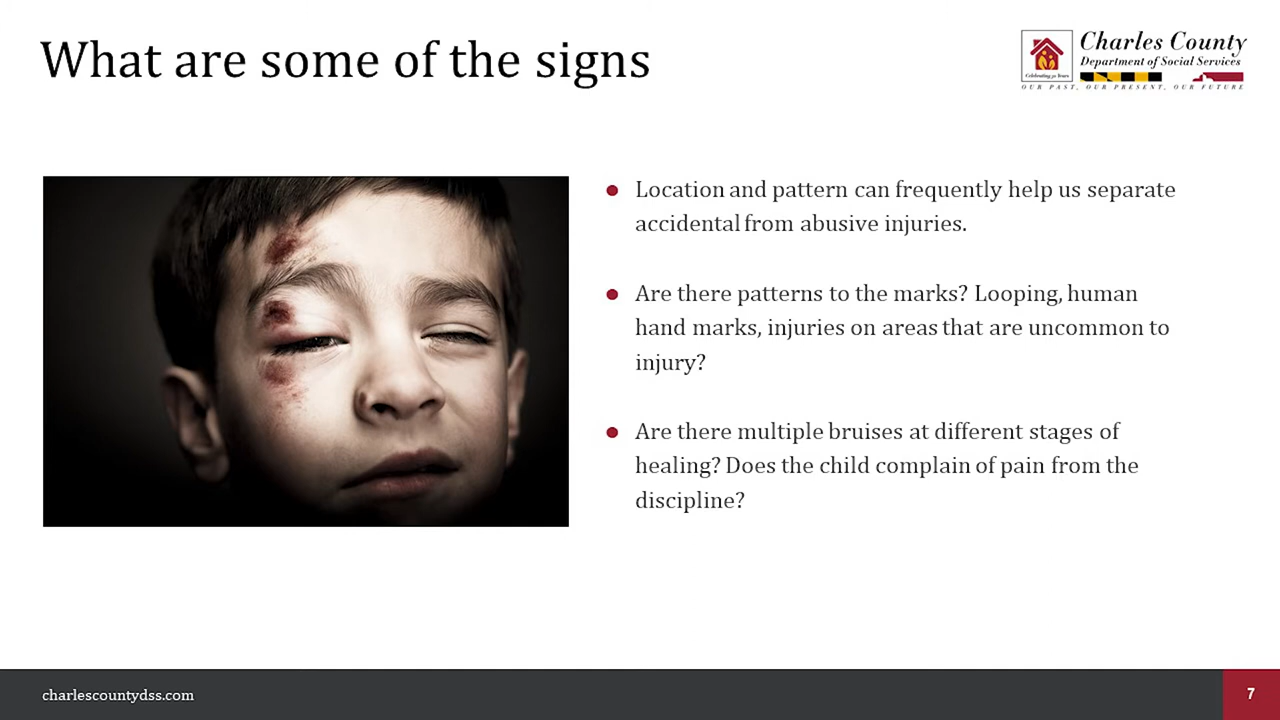 What are some of the signs
Charles County
Department of Social Services
Celebrating 50 Years
OUR PAST, OUR PRESENT, OUR FUTURE
● Location and pattern can frequently help us separate
accidental from abusive injuries.
● Are there patterns to the marks? Looping, human
hand marks, injuries on areas that are uncommon to
injury?
● Are there multiple bruises at different stages of
healing? Does the child complain of pain from the
discipline?
charlescountydss.com
7